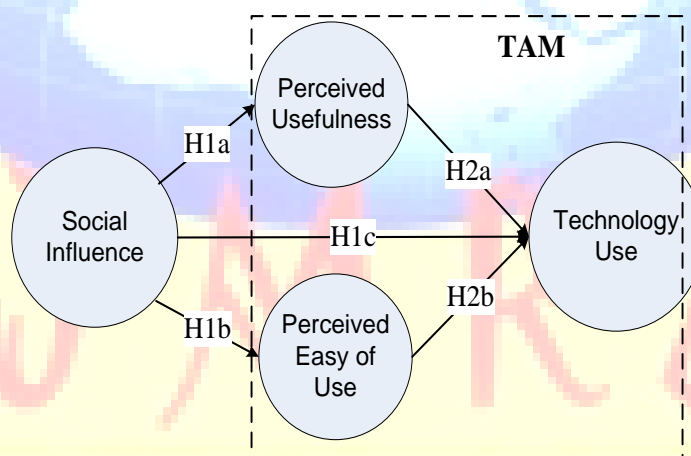 TAM
Perceived
Usefulness
H1a
H2a
Social
Influence
H1c
Technology
Use
H1b
H2b
Perceived
Easy of
Use